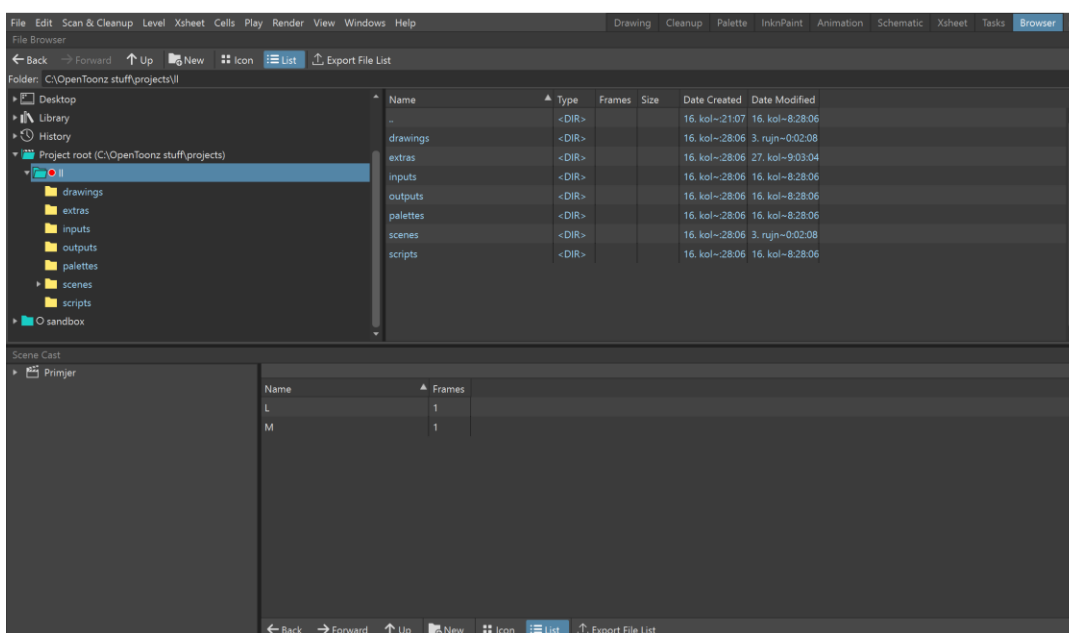 File Edit Scan & Cleanup Level Xsheet Cells Play Render View Windows Help Drawing Cleanup Palette InknPaint Animation Schematic Xsheet Tasks Browser
File Browser
Back Forward Up New Icon List Export File List
Folder: C:\OpenToonz stuff\projects\ll
Desktop
Library
History
Project root (C:\OpenToonz stuff\projects)
ll
drawings
extras
inputs
outputs
palettes
scenes
scripts
sandbox
Name Type Frames Size Date Created Date Modified
.. <DIR> 16. kol~:21:07 16. kol~8:28:06
drawings <DIR> 16. kol~:28:06 3. rujn~0:02:08
extras <DIR> 16. kol~:28:06 27. kol~9:03:04
inputs <DIR> 16. kol~:28:06 16. kol~8:28:06
outputs <DIR> 16. kol~:28:06 16. kol~8:28:06
palettes <DIR> 16. kol~:28:06 16. kol~8:28:06
scenes <DIR> 16. kol~:28:06 3. rujn~0:02:08
scripts <DIR> 16. kol~:28:06 16. kol~8:28:06
Scene Cast
Primjer
Name Frames
L 1
M 1
Back Forward Up New Icon List Export File List